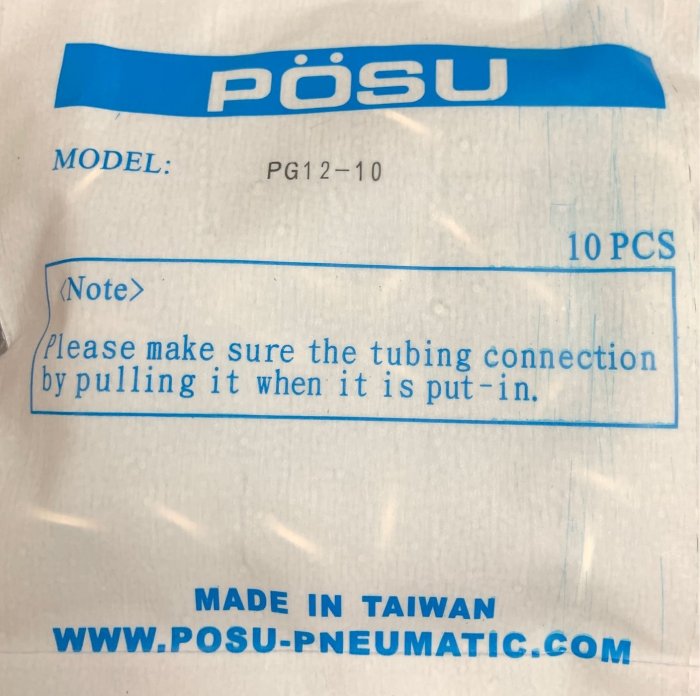 PÖSU
MODEL: PG12-10
10 PCS
<Note>
Please make sure the tubing connection
by pulling it when it is put-in.
MADE IN TAIWAN
WWW.POSU-PNEUMATIC.COM